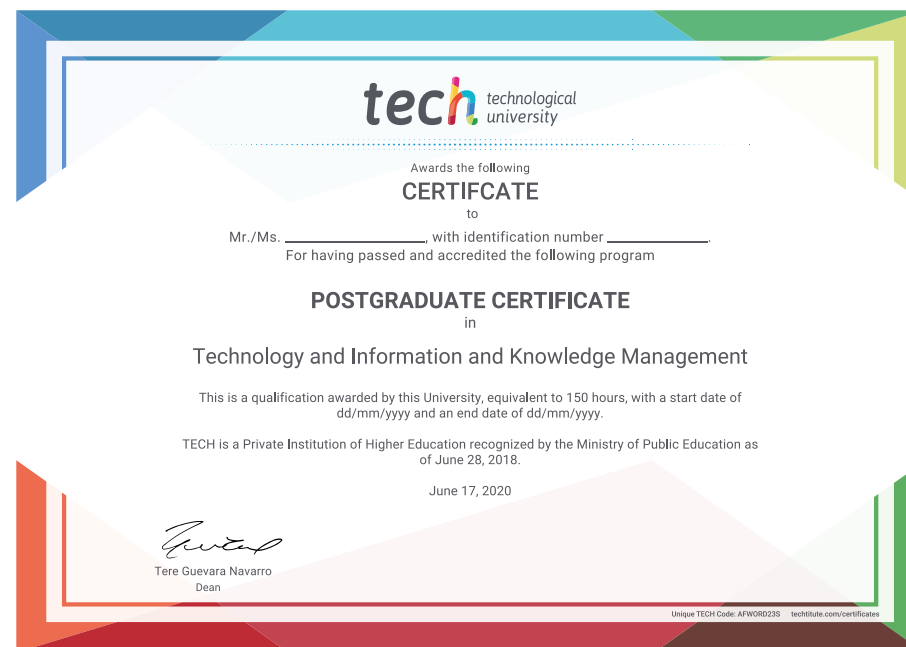 tech technological
university
Awards the following
CERTIFCATE
to
Mr./Ms. ____________________, with identification number ______________.
For having passed and accredited the following program
POSTGRADUATE CERTIFICATE
in
Technology and Information and Knowledge Management
This is a qualification awarded by this University, equivalent to 150 hours, with a start date of
dd/mm/yyyy and an end date of dd/mm/yyyy.
TECH is a Private Institution of Higher Education recognized by the Ministry of Public Education as
of June 28, 2018.
June 17, 2020
Tere Guevara Navarro
Dean
Unique TECH Code: AFWORD23S techtitute.com/certificates